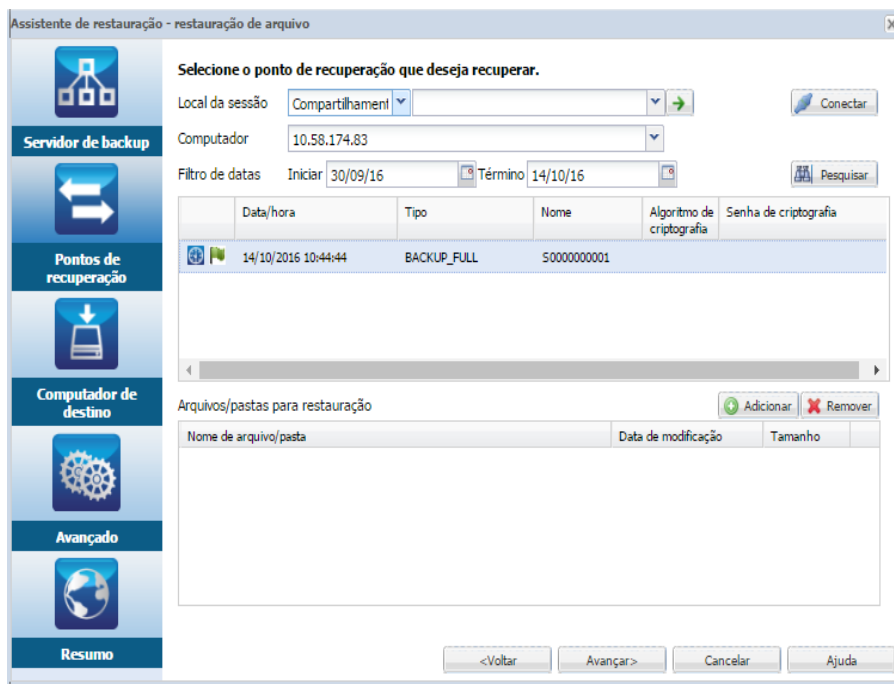 Assistente de restauração - restauração de arquivo
Servidor de backup
Pontos de
recuperação
Computador de
destino
Avançado
Resumo
Selecione o ponto de recuperação que deseja recuperar.
Local da sessão Compartilhament Conectar
Computador 10.58.174.83
Filtro de datas Iniciar 30/09/16 Término 14/10/16 Pesquisar
Data/hora Tipo Nome Algoritmo de criptografia Senha de criptografia
14/10/2016 10:44:44 BACKUP_FULL S0000000001
Arquivos/pastas para restauração Adicionar Remover
Nome de arquivo/pasta Data de modificação Tamanho
<Voltar Avançar> Cancelar Ajuda